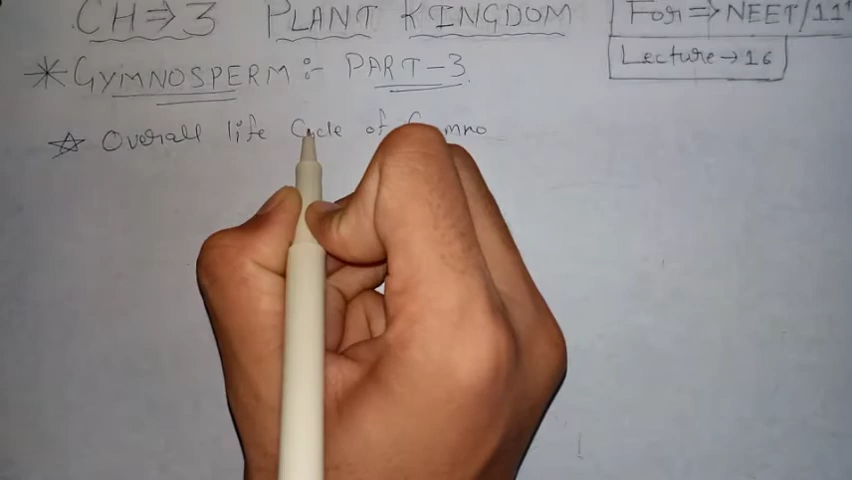 CH⇒3 PLANT KINGDOM
For⇒NEET/11
Lecture→16
* GYMNOSPERM:- PART-3
☆ Overall life Cycle of